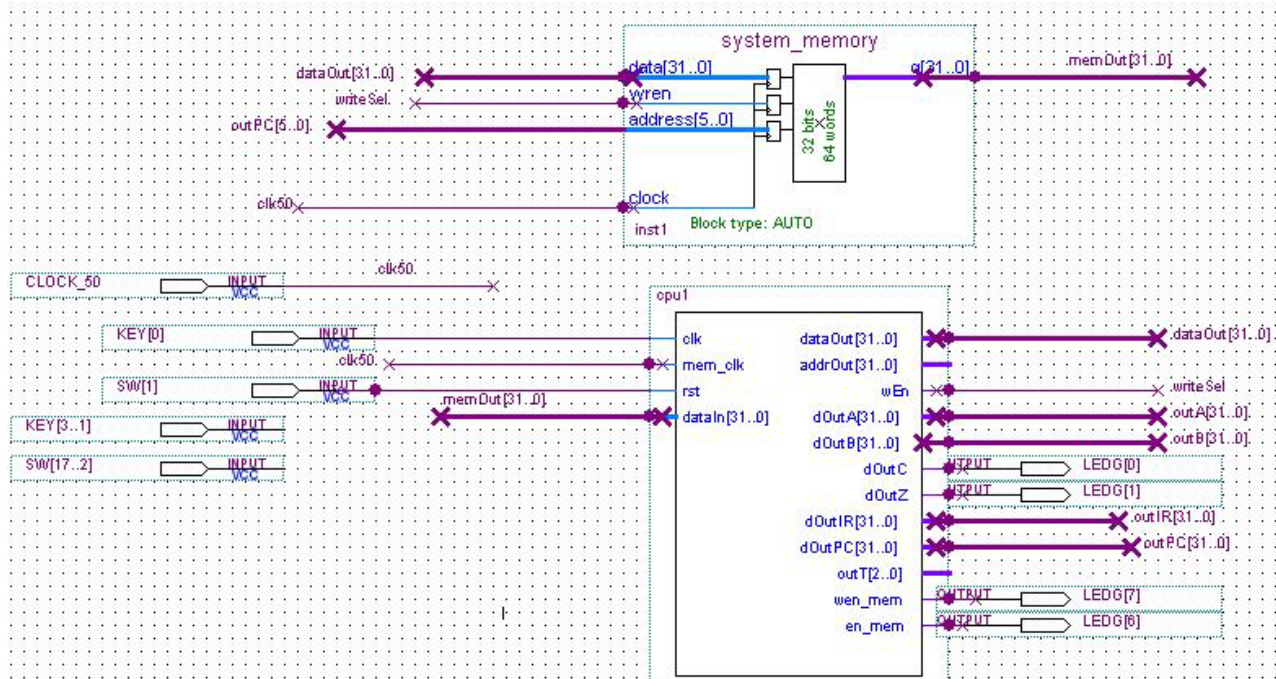 system_memory
dataOut[31..0]
data[31..0]
q[31..0]
memOut[31..0]
writeSel
wren
outPC[5..0]
address[5..0]
32 bits
64 words
clk50
clock
inst1
Block type: AUTO
CLOCK_50
INPUT
VCC
clk50
cpu1
KEY[0]
INPUT
VCC
clk
dataOut[31..0]
dataOut[31..0]
clk50
mem_clk
addrOut[31..0]
SW[1]
INPUT
VCC
rst
wEn
writeSel
memOut[31..0]
dataIn[31..0]
dOutA[31..0]
outA[31..0]
KEY[3..1]
INPUT
VCC
dOutB[31..0]
outB[31..0]
SW[17..2]
INPUT
VCC
dOutC
OUTPUT
LEDG[0]
dOutZ
OUTPUT
LEDG[1]
dOutIR[31..0]
outIR[31..0]
dOutPC[31..0]
outPC[31..0]
outT[2..0]
wen_mem
OUTPUT
LEDG[7]
en_mem
OUTPUT
LEDG[6]